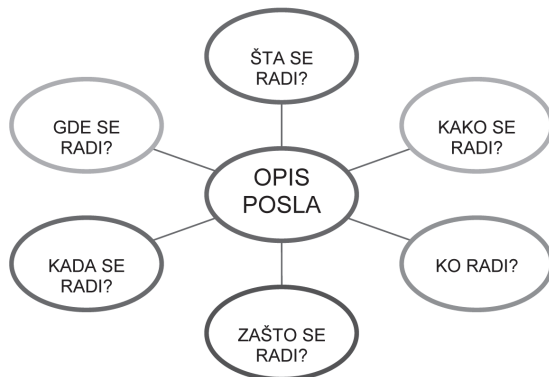 ŠTA SE
RADI?
GDE SE
RADI?
KAKO SE
RADI?
OPIS
POSLA
KADA SE
RADI?
KO RADI?
ZAŠTO SE
RADI?